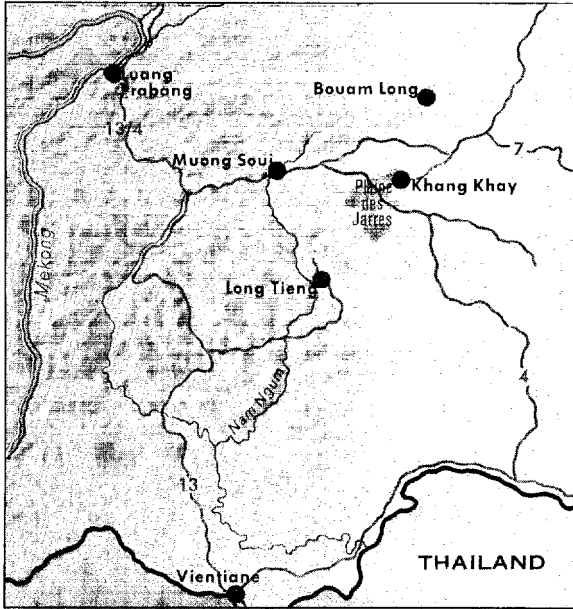 Luang
Prabang
Bouam Long
13/4
Muong Soui
7
Khang Khay
Plaine
des
Jarres
Mekong
Long Tieng
4
Nam Ngum
13
THAILAND
Vientiane